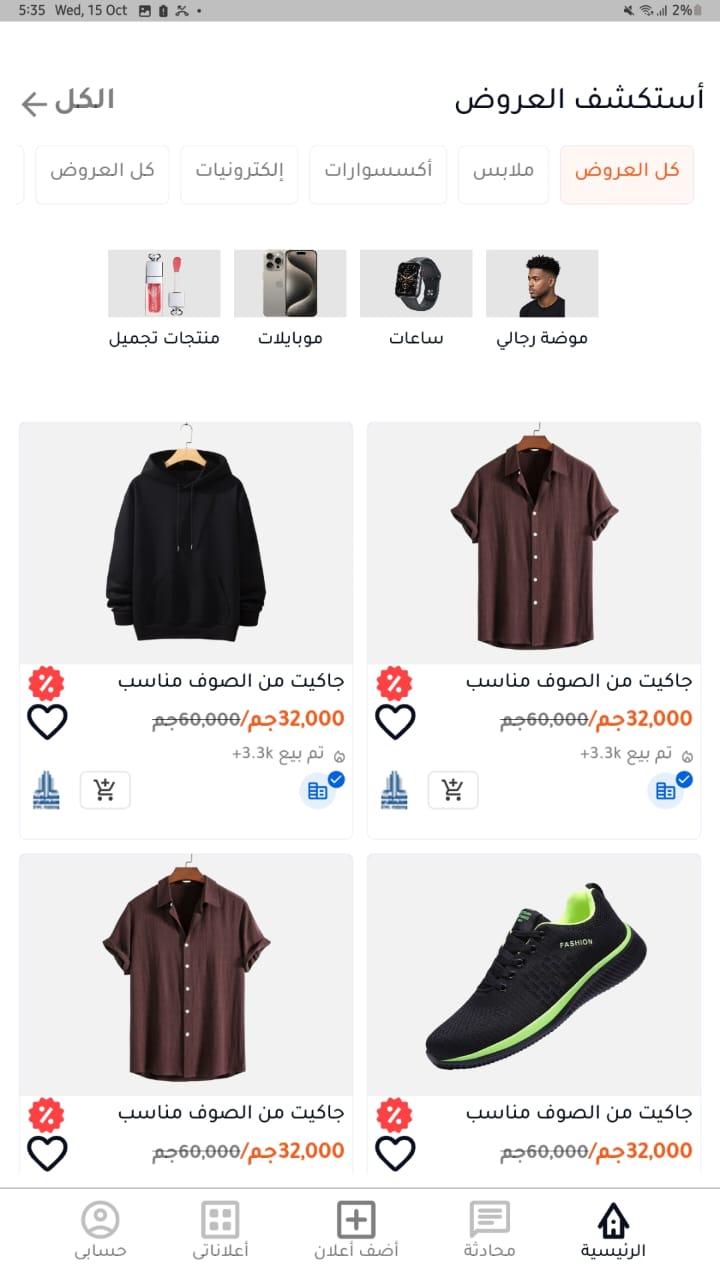 5:35 Wed, 15 Oct 2%
أستكشف العروض الكل
كل العروض ملابس أكسسوارات إلكترونيات كل العروض
موضة رجالي ساعات موبايلات منتجات تجميل
جاكيت من الصوف مناسب
32,000جم/60,000جم
تم بيع 3.3k+
جاكيت من الصوف مناسب
32,000جم/60,000جم
تم بيع 3.3k+
FASHION
جاكيت من الصوف مناسب
32,000جم/60,000جم
جاكيت من الصوف مناسب
32,000جم/60,000جم
الرئيسية محادثة أضف أعلان أعلاناتى حسابى